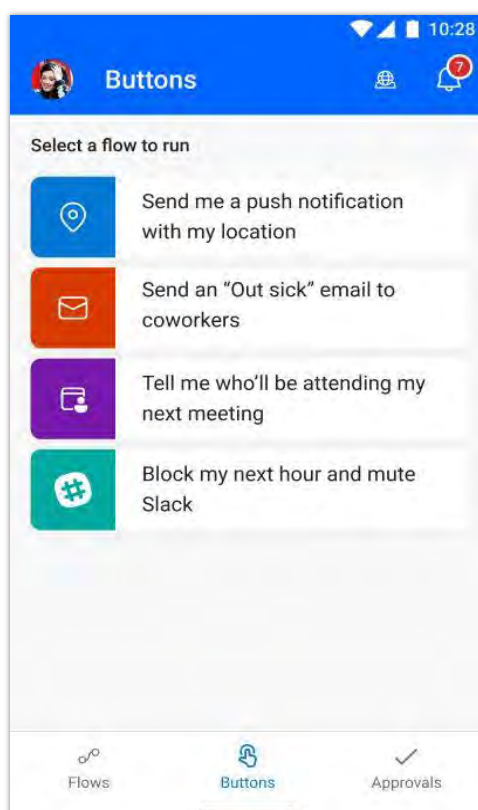 10:28
Buttons
7
Select a flow to run
Send me a push notification
with my location
Send an “Out sick” email to
coworkers
Tell me who’ll be attending my
next meeting
Block my next hour and mute
Slack
Flows
Buttons
Approvals